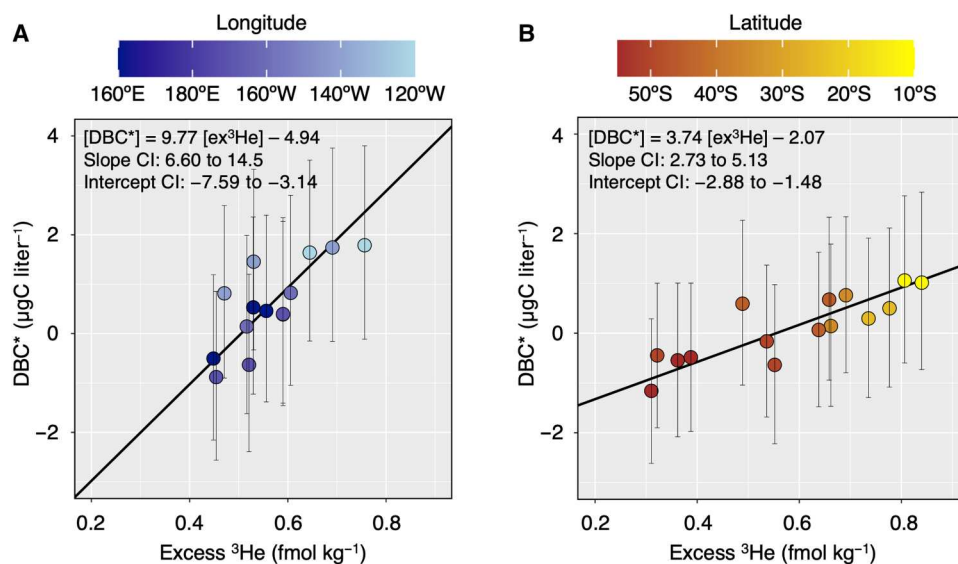 A
Longitude
160°E 180°E 160°W 140°W 120°W
[DBC*] = 9.77 [ex³He] – 4.94
Slope CI: 6.60 to 14.5
Intercept CI: −7.59 to −3.14
4
2
0
−2
DBC* (µgC liter⁻¹)
0.2 0.4 0.6 0.8
Excess ³He (fmol kg⁻¹)
B
Latitude
50°S 40°S 30°S 20°S 10°S
[DBC*] = 3.74 [ex³He] – 2.07
Slope CI: 2.73 to 5.13
Intercept CI: −2.88 to −1.48
4
2
0
−2
DBC* (µgC liter⁻¹)
0.2 0.4 0.6 0.8
Excess ³He (fmol kg⁻¹)